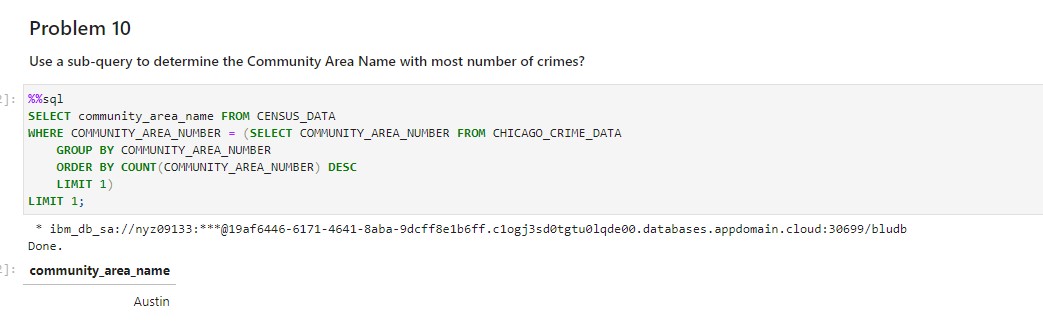 Problem 10
Use a sub-query to determine the Community Area Name with most number of crimes?
]: %%sql
SELECT community_area_name FROM CENSUS_DATA
WHERE COMMUNITY_AREA_NUMBER = (SELECT COMMUNITY_AREA_NUMBER FROM CHICAGO_CRIME_DATA
    GROUP BY COMMUNITY_AREA_NUMBER
    ORDER BY COUNT(COMMUNITY_AREA_NUMBER) DESC
    LIMIT 1)
LIMIT 1;
* ibm_db_sa://nyz09133:***@19af6446-6171-4641-8aba-9dcff8e1b6ff.c1ogj3sd0tgtu0lqde00.databases.appdomain.cloud:30699/bludb
Done.
]: community_area_name
Austin